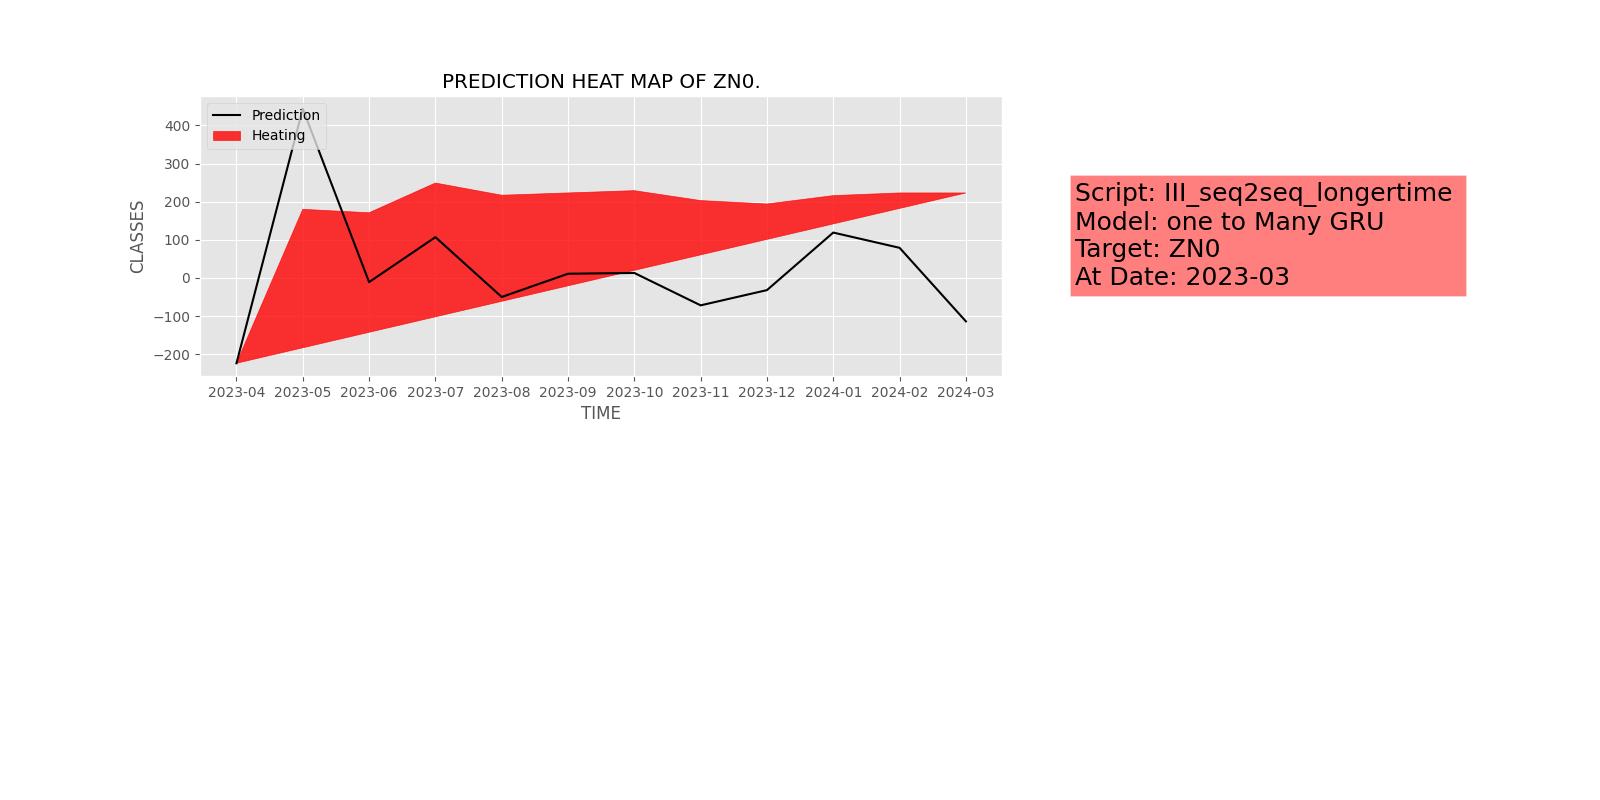 PREDICTION HEAT MAP OF ZN0.
Prediction
Heating
400
300
200
100
0
−100
−200
CLASSES
2023-04 2023-05 2023-06 2023-07 2023-08 2023-09 2023-10 2023-11 2023-12 2024-01 2024-02 2024-03
TIME
Script: III_seq2seq_longertime
Model: one to Many GRU
Target: ZN0
At Date: 2023-03